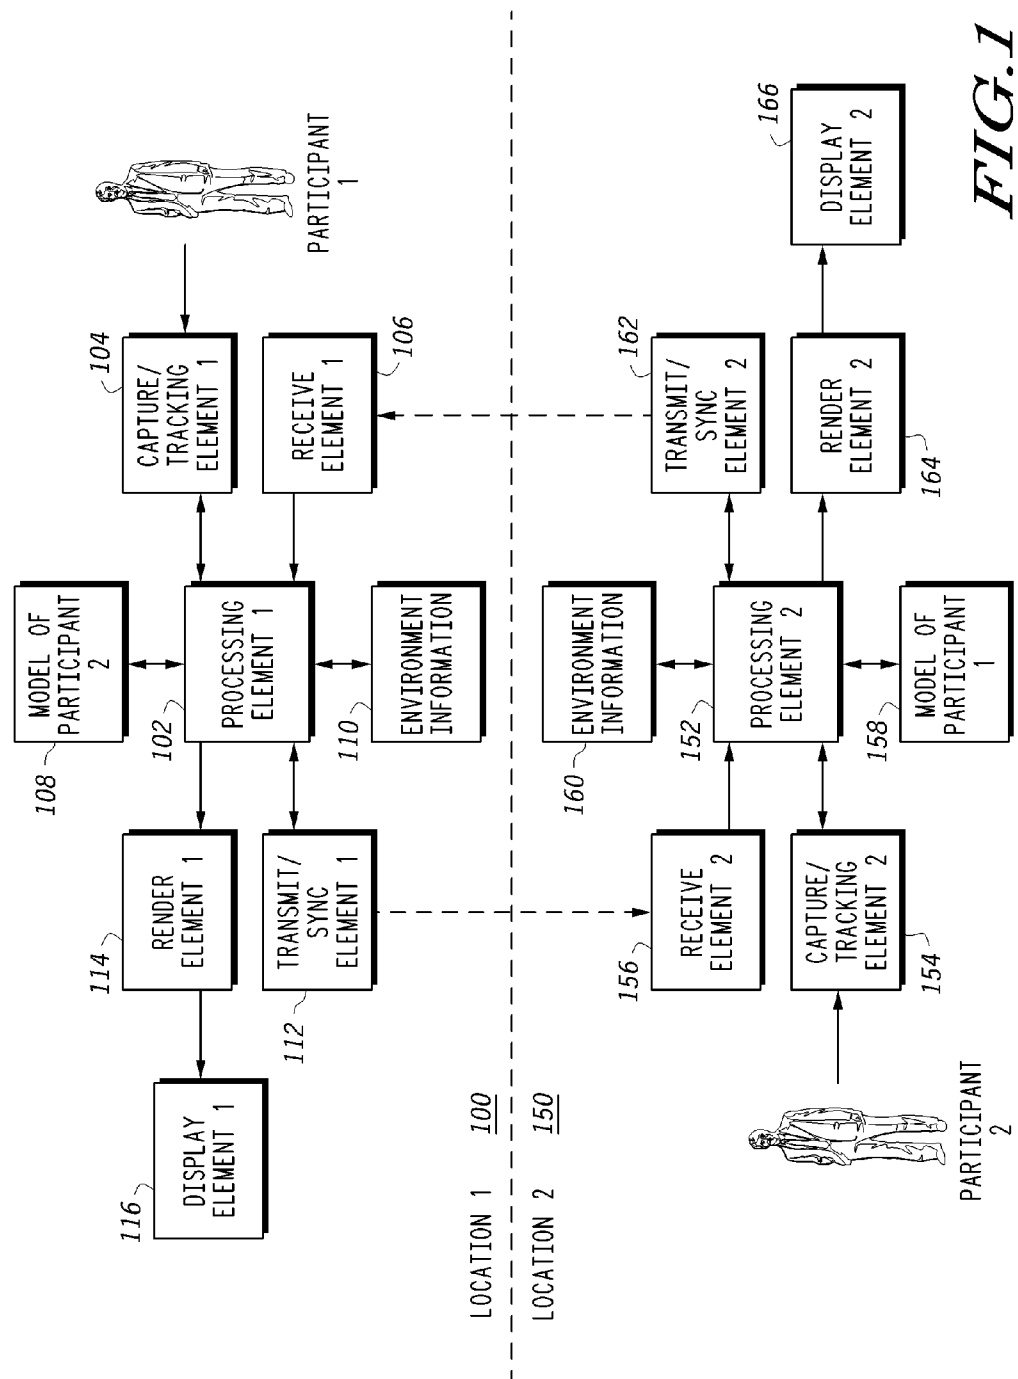 116
DISPLAY
ELEMENT 1
114
RENDER
ELEMENT 1
108
MODEL OF
PARTICIPANT
2
102
PROCESSING
ELEMENT 1
104
CAPTURE/
TRACKING
ELEMENT 1
PARTICIPANT
1
112
TRANSMIT/
SYNC
ELEMENT 1
110
ENVIRONMENT
INFORMATION
106
RECEIVE
ELEMENT 1
LOCATION 1
100
LOCATION 2
150
160
ENVIRONMENT
INFORMATION
156
RECEIVE
ELEMENT 2
152
PROCESSING
ELEMENT 2
162
TRANSMIT/
SYNC
ELEMENT 2
166
DISPLAY
ELEMENT 2
CAPTURE/
TRACKING
ELEMENT 2
154
158
MODEL OF
PARTICIPANT
1
RENDER
ELEMENT 2
164
PARTICIPANT
2
FIG.1